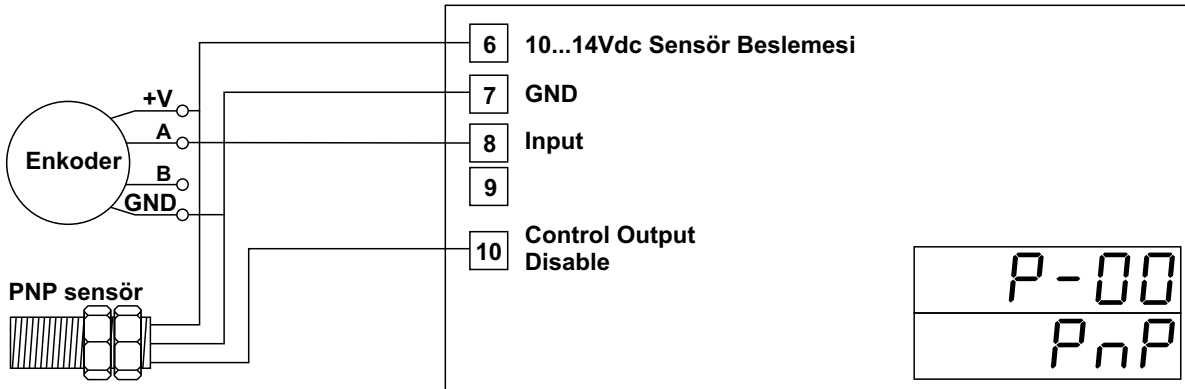 6 10...14Vdc Sensör Beslemesi
7 GND
+V
A
8 Input
Enkoder
B
9
GND
10 Control Output
Disable
P-00
PNP sensör
PnP